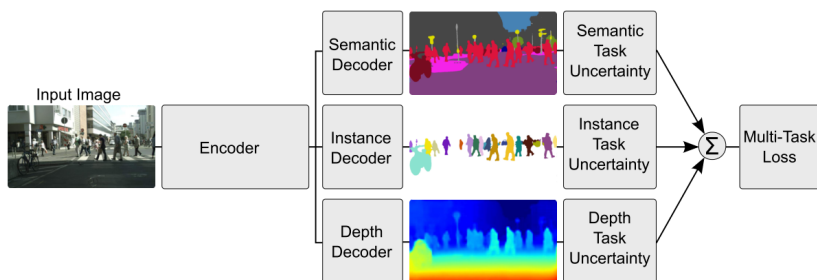 Input Image
Encoder
Semantic
Decoder
Instance
Decoder
Depth
Decoder
Semantic
Task
Uncertainty
Instance
Task
Uncertainty
Depth
Task
Uncertainty
Σ
Multi-Task
Loss